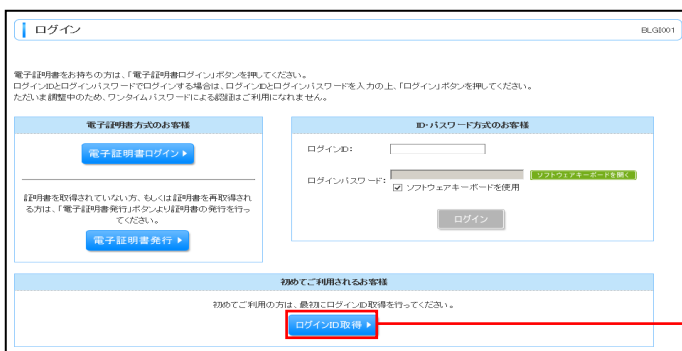 ログイン
BLGI001
電子証明書をお持ちの方は、「電子証明書ログイン」ボタンを押してください。
ログインIDとログインパスワードでログインする場合は、ログインIDとログインパスワードを入力の上、「ログイン」ボタンを押してください。
ただいま調整中のため、ワンタイムパスワードによる認証はご利用になれません。
電子証明書方式のお客様
電子証明書ログイン
証明書を取得されていない方、もしくは証明書を再取得され
る方は、「電子証明書発行」ボタンより証明書の発行を行っ
てください。
電子証明書発行
ID・パスワード方式のお客様
ログインID:
ログインパスワード:
ソフトウェアキーボードを開く
ソフトウェアキーボードを使用
ログイン
初めてご利用されるお客様
初めてご利用の方は、最初にログインID取得を行ってください。
ログインID取得